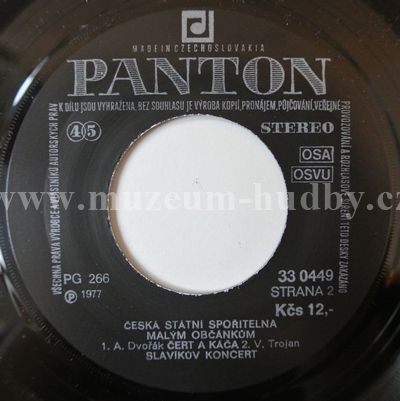 MADE IN CZECHOSLOVAKIA
PANTON
VŠECHNA PRÁVA VÝROBCE A VLASTNÍKŮ AUTORSKÝCH PRÁV K DÍLU JSOU VYHRAZENA. BEZ SOUHLASU JE VÝROBA KOPIÍ, PRONÁJEM, PŮJČOVÁNÍ, VEŘEJNÉ PROVOZOVÁNÍ A ROZHLASOVÉ ŠÍŘENÍ TÉTO DESKY ZAKÁZÁNO
45
STEREO
OSA
OSVU
www.muzeum-hudby.cz
PG 266
33 0449
Ⓟ 1977
STRANA 2
Kčs 12,-
ČESKÁ STÁTNÍ SPOŘITELNA
MALÝM OBČÁNKŮM
1. A. Dvořák ČERT A KÁČA 2. V. Trojan
SLAVÍKŮV KONCERT